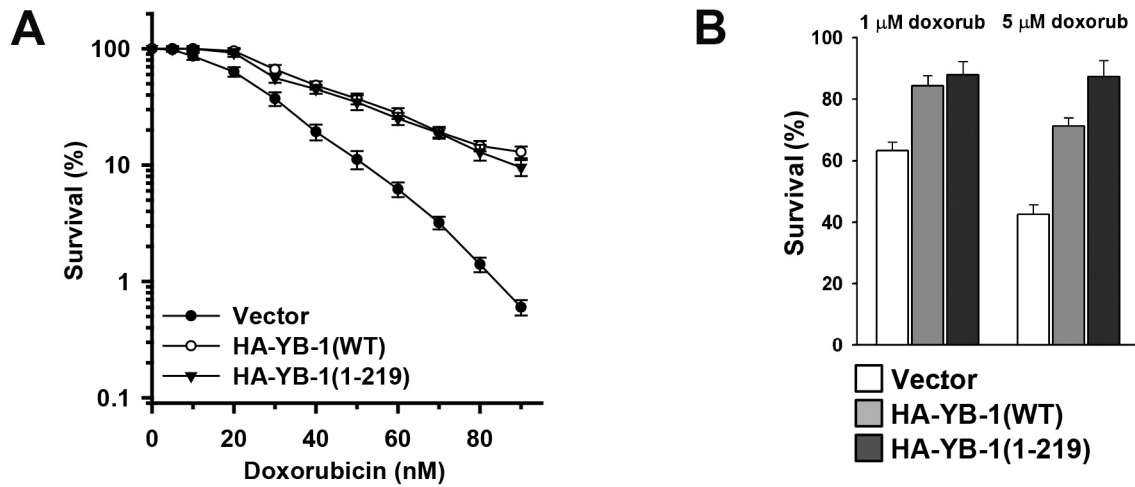 A
Survival (%)
100
10
1
0.1
Vector
HA-YB-1(WT)
HA-YB-1(1-219)
0 20 40 60 80
Doxorubicin (nM)
B
1 μM doxorub 5 μM doxorub
Survival (%)
100
80
60
40
20
0
Vector
HA-YB-1(WT)
HA-YB-1(1-219)